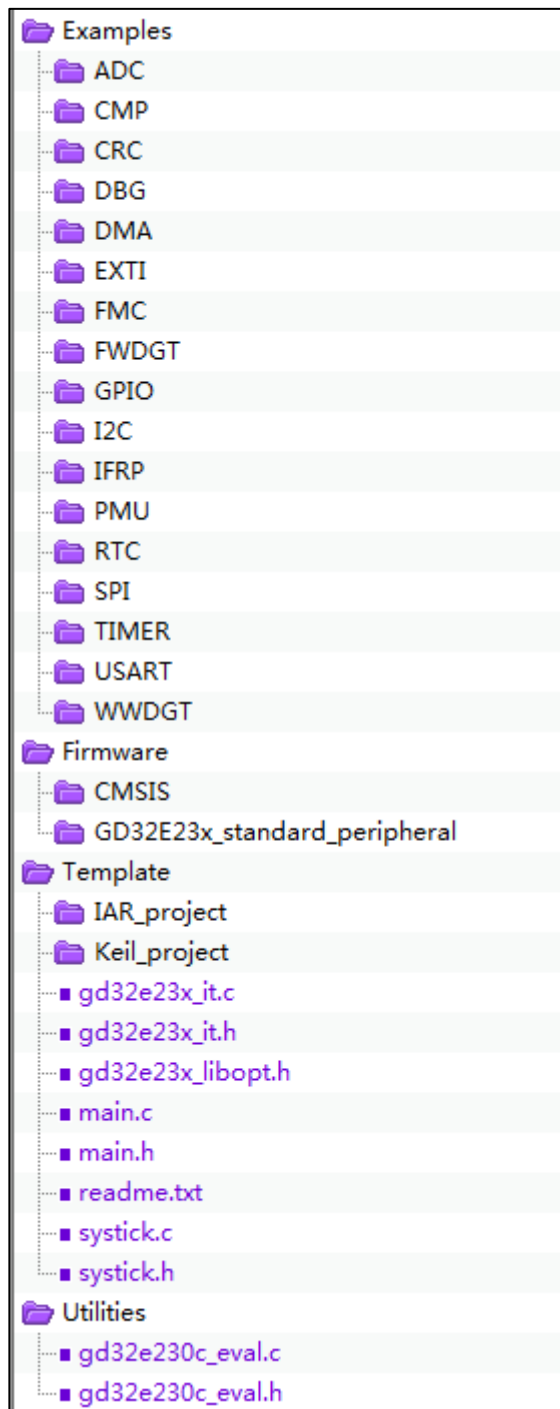 Examples
ADC
CMP
CRC
DBG
DMA
EXTI
FMC
FWDGT
GPIO
I2C
IFRP
PMU
RTC
SPI
TIMER
USART
WWDGT
Firmware
CMSIS
GD32E23x_standard_peripheral
Template
IAR_project
Keil_project
gd32e23x_it.c
gd32e23x_it.h
gd32e23x_libopt.h
main.c
main.h
readme.txt
systick.c
systick.h
Utilities
gd32e230c_eval.c
gd32e230c_eval.h